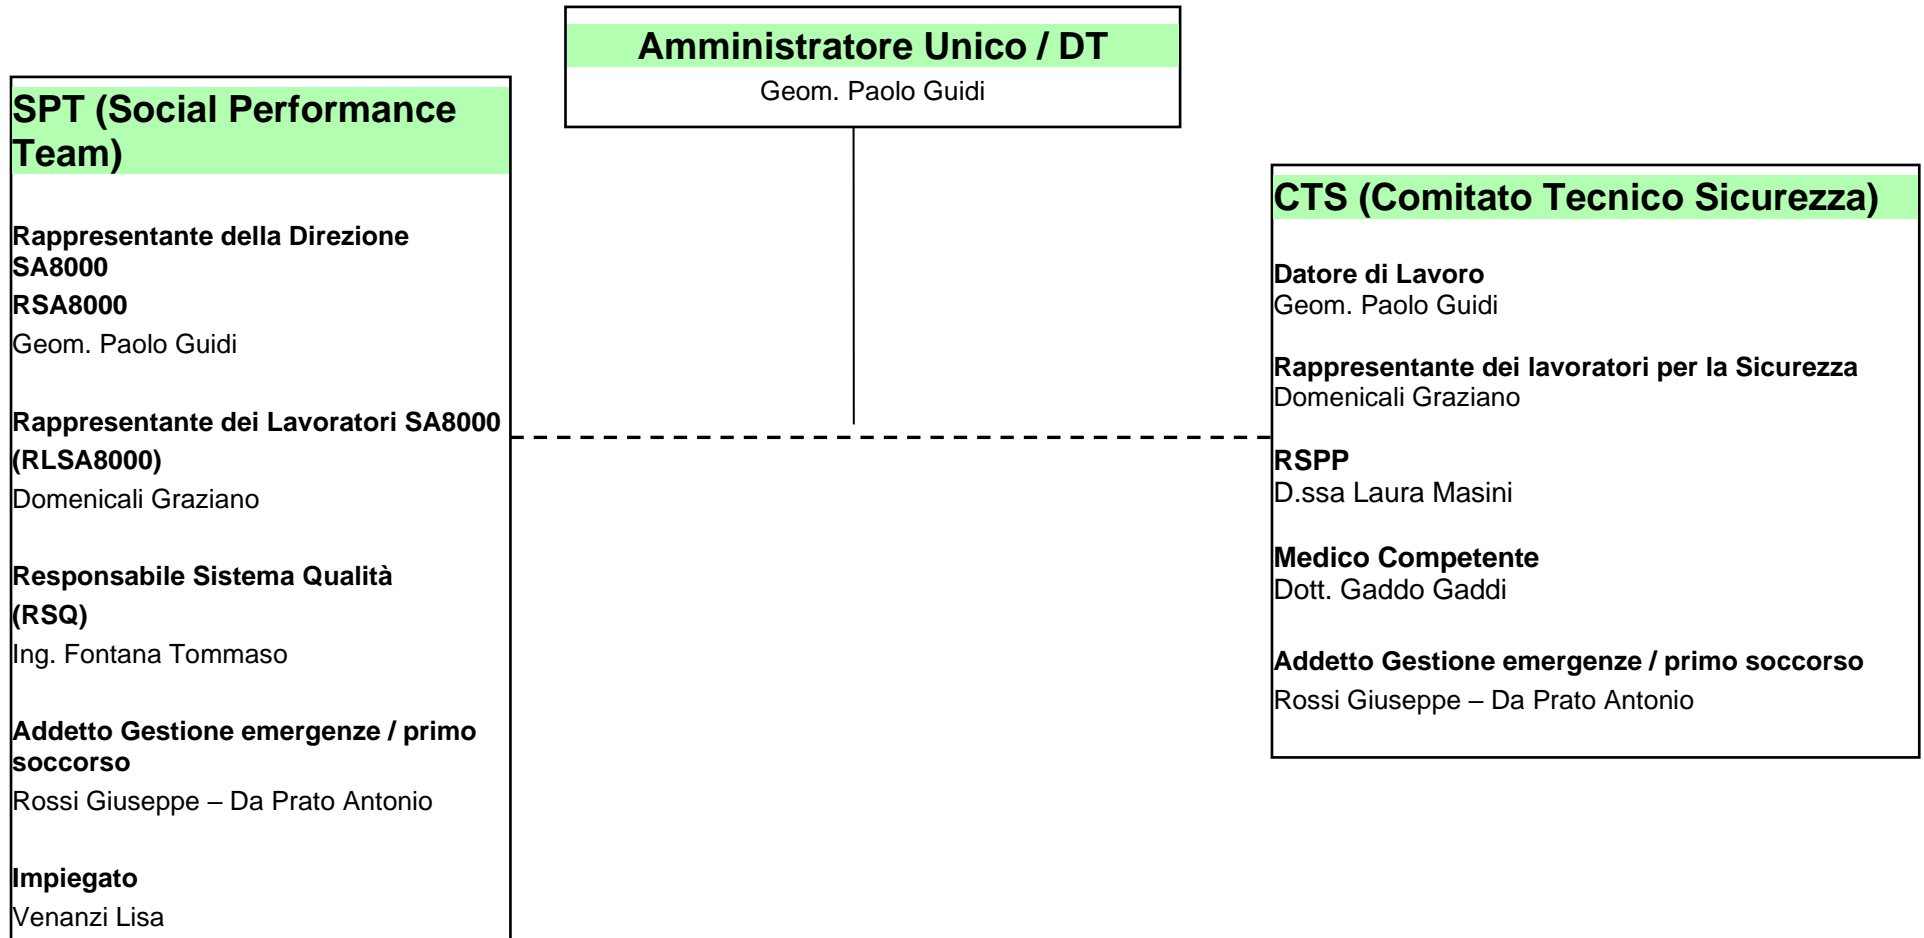 Amministratore Unico / DT
Geom. Paolo Guidi
SPT (Social Performance
Team)
Rappresentante della Direzione
SA8000
RSA8000
Geom. Paolo Guidi
Rappresentante dei Lavoratori SA8000
(RLSA8000)
Domenicali Graziano
Responsabile Sistema Qualità
(RSQ)
Ing. Fontana Tommaso
Addetto Gestione emergenze / primo
soccorso
Rossi Giuseppe – Da Prato Antonio
Impiegato
Venanzi Lisa
CTS (Comitato Tecnico Sicurezza)
Datore di Lavoro
Geom. Paolo Guidi
Rappresentante dei lavoratori per la Sicurezza
Domenicali Graziano
RSPP
D.ssa Laura Masini
Medico Competente
Dott. Gaddo Gaddi
Addetto Gestione emergenze / primo soccorso
Rossi Giuseppe – Da Prato Antonio